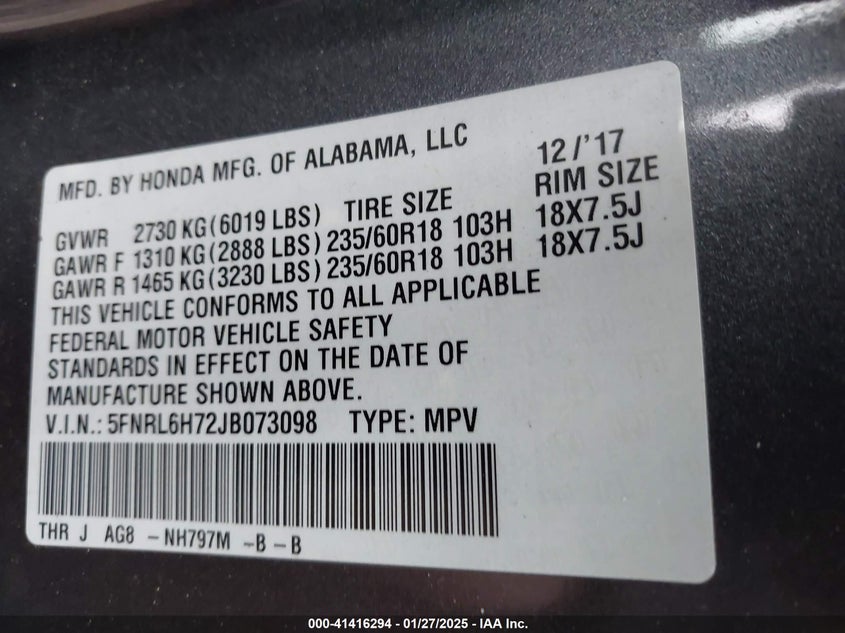 MFD. BY HONDA MFG. OF ALABAMA, LLC 12/'17
GVWR 2730 KG(6019 LBS) TIRE SIZE RIM SIZE
GAWR F 1310 KG(2888 LBS) 235/60R18 103H 18X7.5J
GAWR R 1465 KG(3230 LBS) 235/60R18 103H 18X7.5J
THIS VEHICLE CONFORMS TO ALL APPLICABLE
FEDERAL MOTOR VEHICLE SAFETY
STANDARDS IN EFFECT ON THE DATE OF
MANUFACTURE SHOWN ABOVE.
V.I.N.: 5FNRL6H72JB073098 TYPE: MPV
THR J AG8 - NH797M -B - B
000-41416294 - 01/27/2025 - IAA Inc.